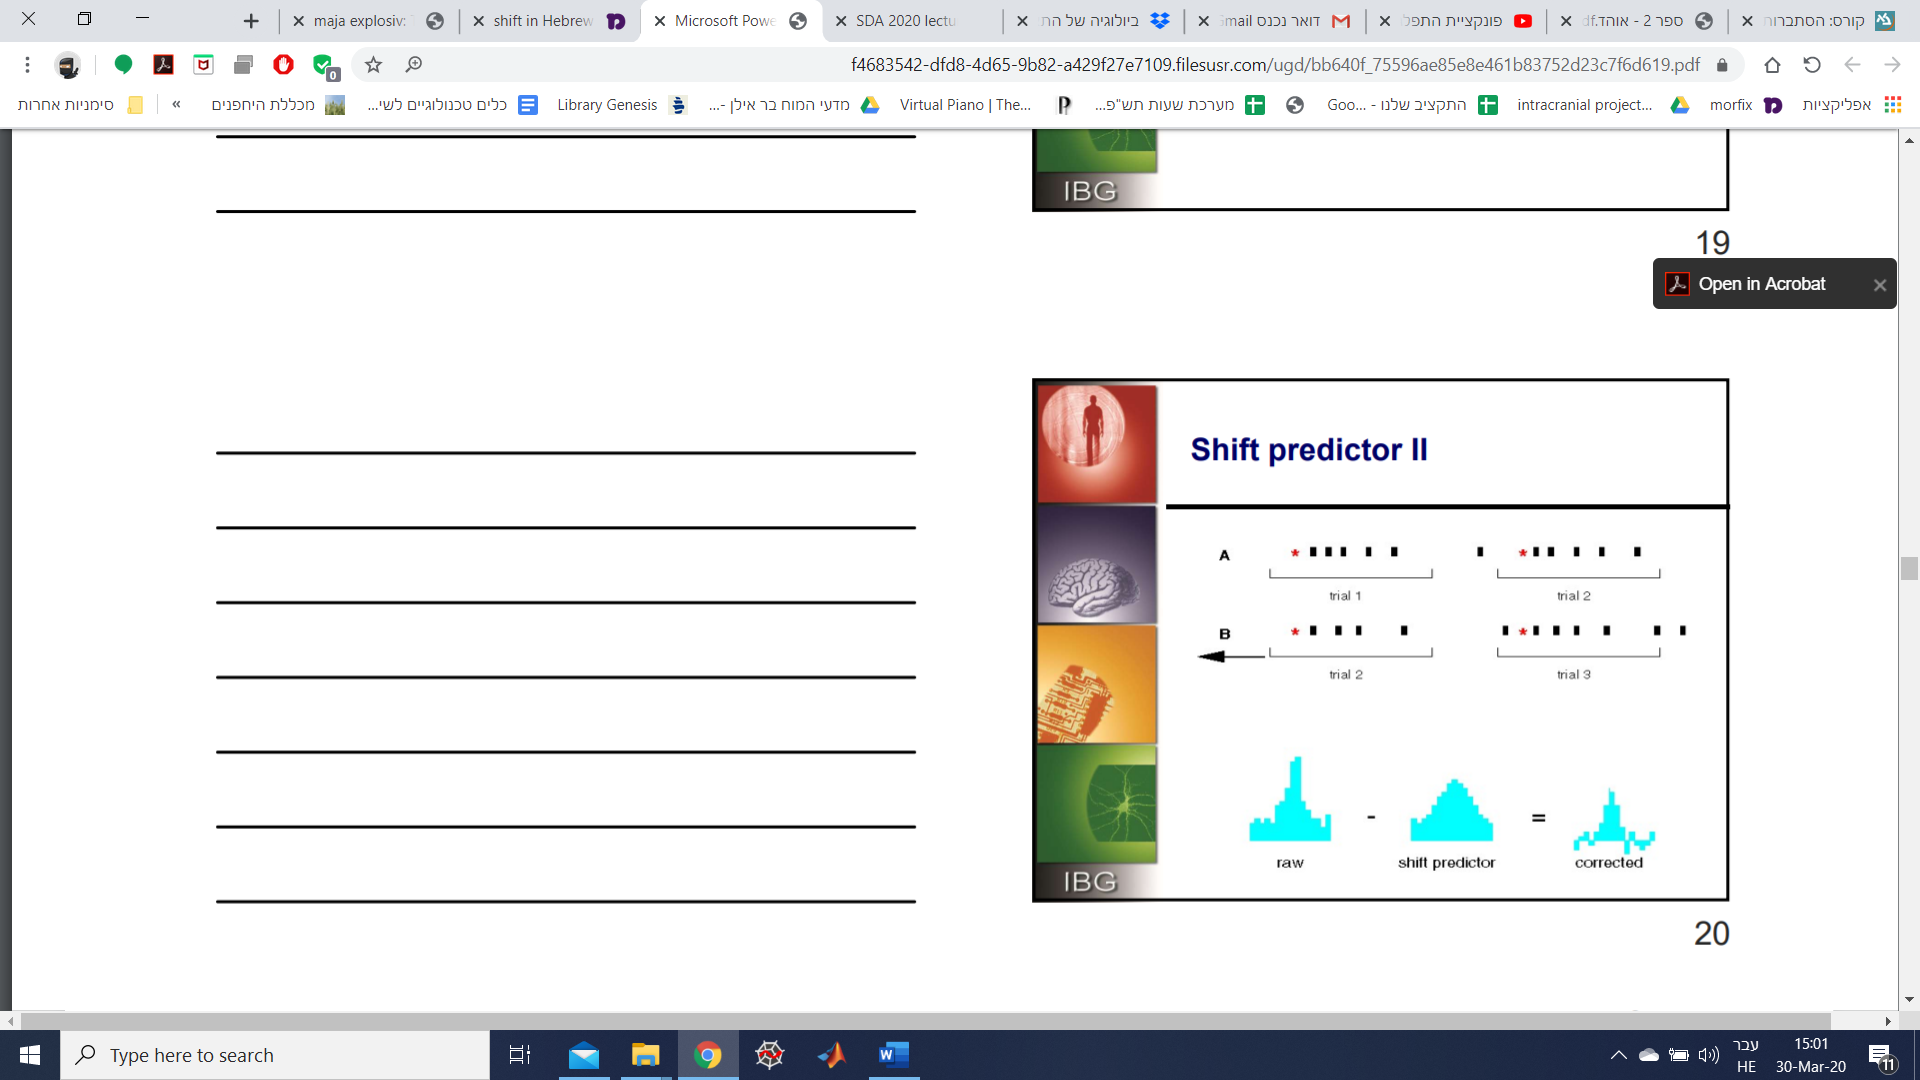 maja explosiv: T
shift in Hebrew
Microsoft Powe
SDA 2020 lectu
ביולוגיה של הת
דואר נכנס Gmail
פונקציית התפל
ספר 2 - אוהד.df
קורס: הסתברות
f4683542-dfd8-4d65-9b82-a429f27e7109.filesusr.com/ugd/bb640f_75596ae85e8e461b83752d23c7f6d619.pdf
0
סימניות אחרות
»
מכללת היחפנים
כלים טכנולוגיים לשי...
Library Genesis
מדעי המוח בר אילן -...
Virtual Piano | The...
מערכת שעות תש"פ...
התקציב שלנו - Goo...
intracranial project...
morfix
אפליקציות
IBG
19
Open in Acrobat
Shift predictor II
A
trial 1
trial 2
B
trial 2
trial 3
- =
raw
shift predictor
corrected
IBG
20
Type here to search
עבר
HE
15:01
30-Mar-20
11